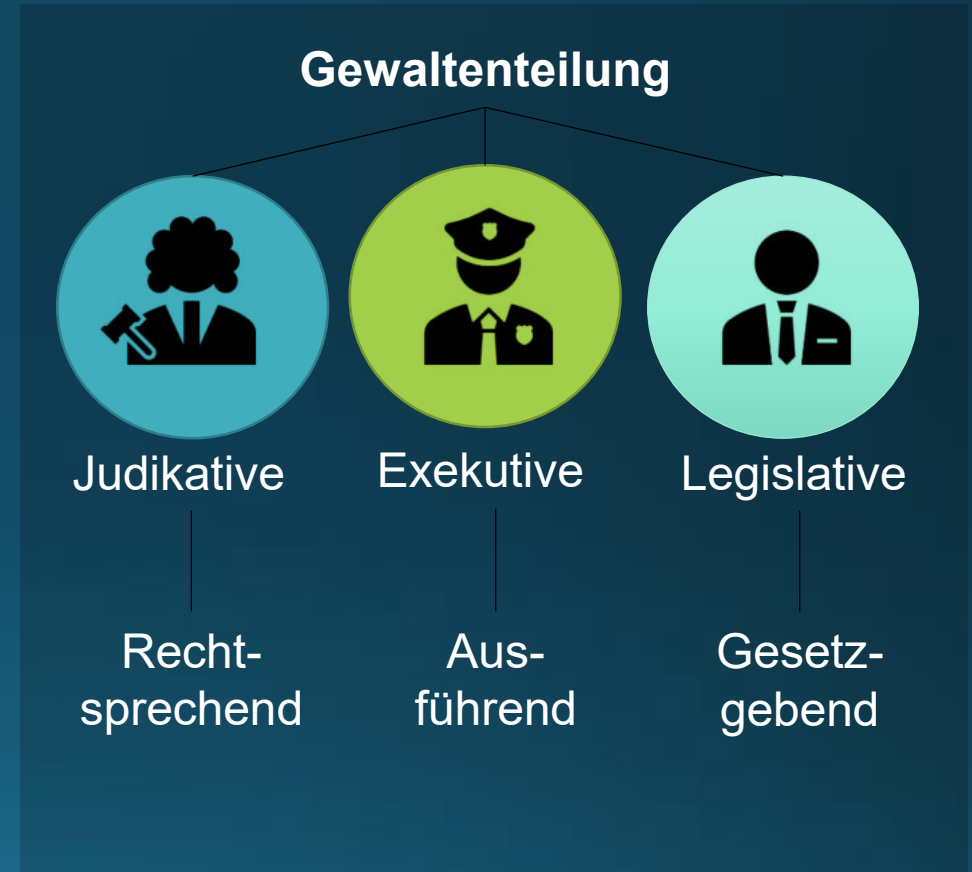 Gewaltenteilung
Judikative
Exekutive
Legislative
Recht-
sprechend
Aus-
führend
Gesetz-
gebend